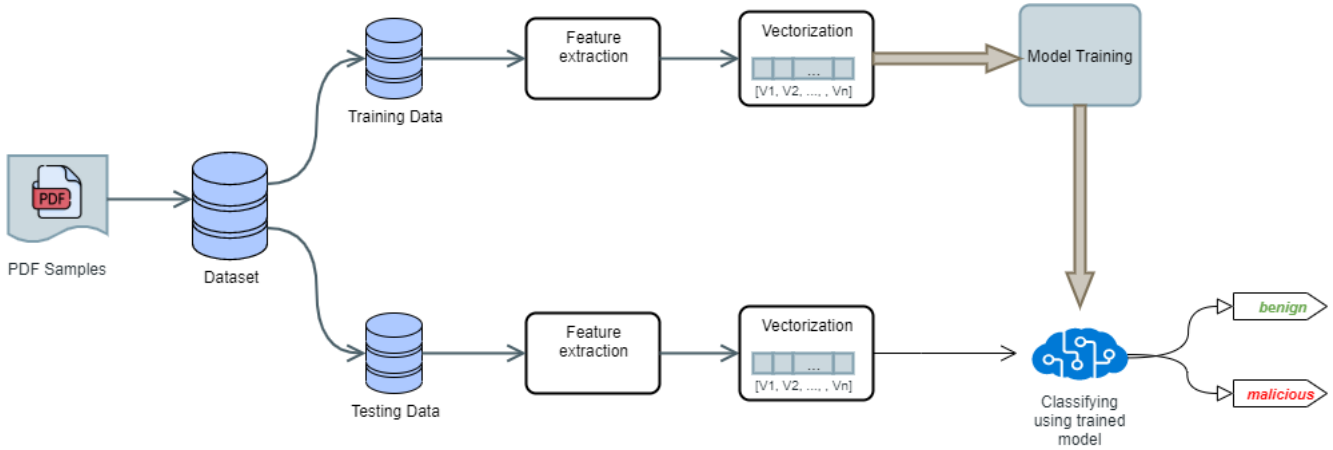 Feature
extraction
Vectorization
...
[V1, V2, ..., , Vn]
Model Training
Training Data
PDF
PDF Samples
Dataset
Feature
extraction
Vectorization
...
[V1, V2, ..., , Vn]
Testing Data
Classifying
using trained
model
benign
malicious